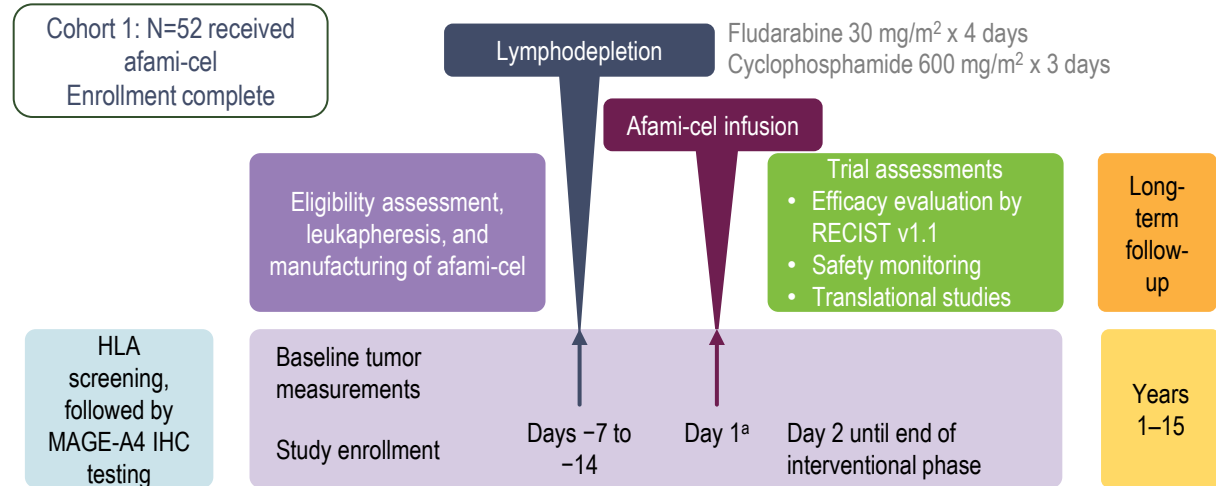 Cohort 1: N=52 received
afami-cel
Enrollment complete
Lymphodepletion
Fludarabine 30 mg/m² x 4 days
Cyclophosphamide 600 mg/m² x 3 days
Afami-cel infusion
Eligibility assessment,
leukapheresis, and
manufacturing of afami-cel
Trial assessments
• Efficacy evaluation by
RECIST v1.1
• Safety monitoring
• Translational studies
Long-
term
follow-
up
HLA
screening,
followed by
MAGE-A4 IHC
testing
Baseline tumor
measurements
Study enrollment
Days −7 to
−14
Day 1ᵃ
Day 2 until end of
interventional phase
Years
1–15